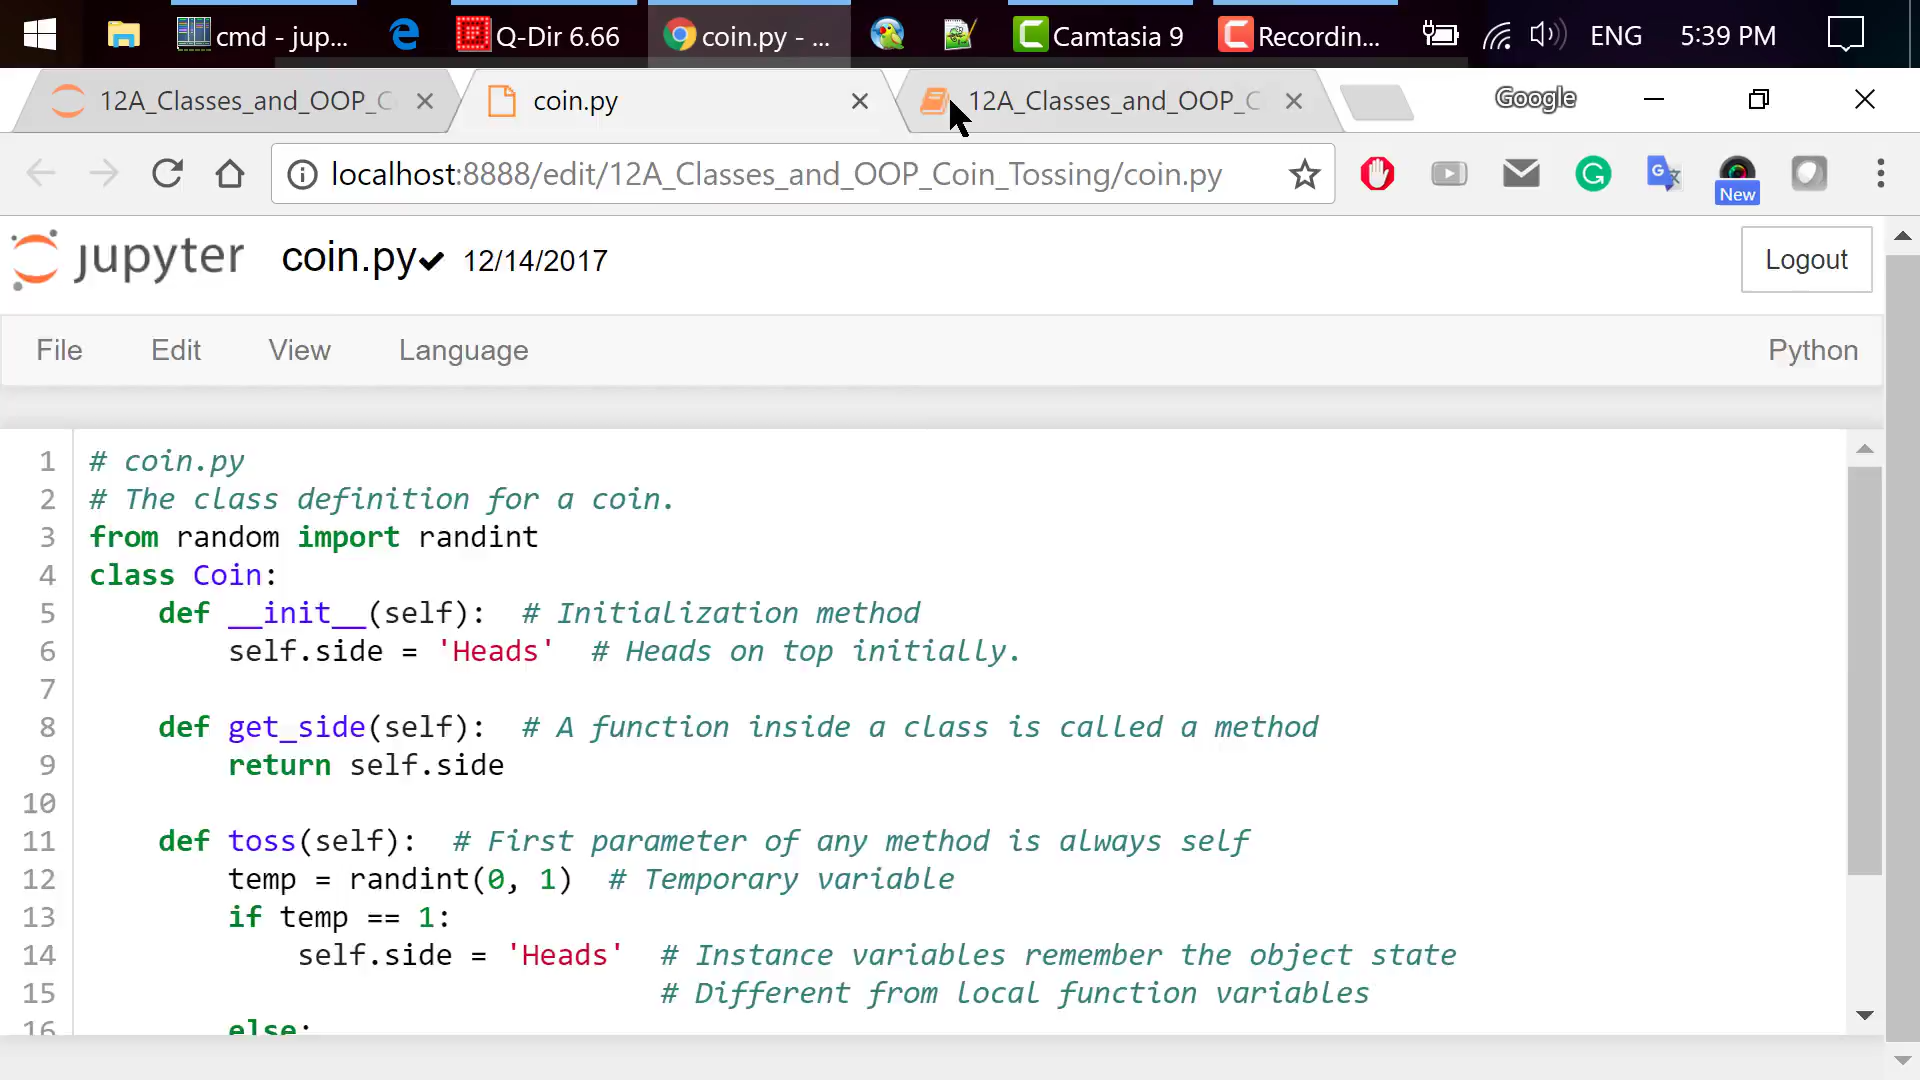 cmd - jup...
Q-Dir 6.66
coin.py - ...
Camtasia 9
Recordin...
ENG
5:39 PM
12A_Classes_and_OOP_C
coin.py
12A_Classes_and_OOP_C
Google
localhost:8888/edit/12A_Classes_and_OOP_Coin_Tossing/coin.py
New
jupyter
coin.py
12/14/2017
Logout
File
Edit
View
Language
Python
1 # coin.py
2 # The class definition for a coin.
3 from random import randint
4 class Coin:
5     def __init__(self):  # Initialization method
6         self.side = 'Heads'  # Heads on top initially.
7
8     def get_side(self):  # A function inside a class is called a method
9         return self.side
10
11     def toss(self):  # First parameter of any method is always self
12         temp = randint(0, 1)  # Temporary variable
13         if temp == 1:
14             self.side = 'Heads'  # Instance variables remember the object state
15                                  # Different from local function variables
16         else: